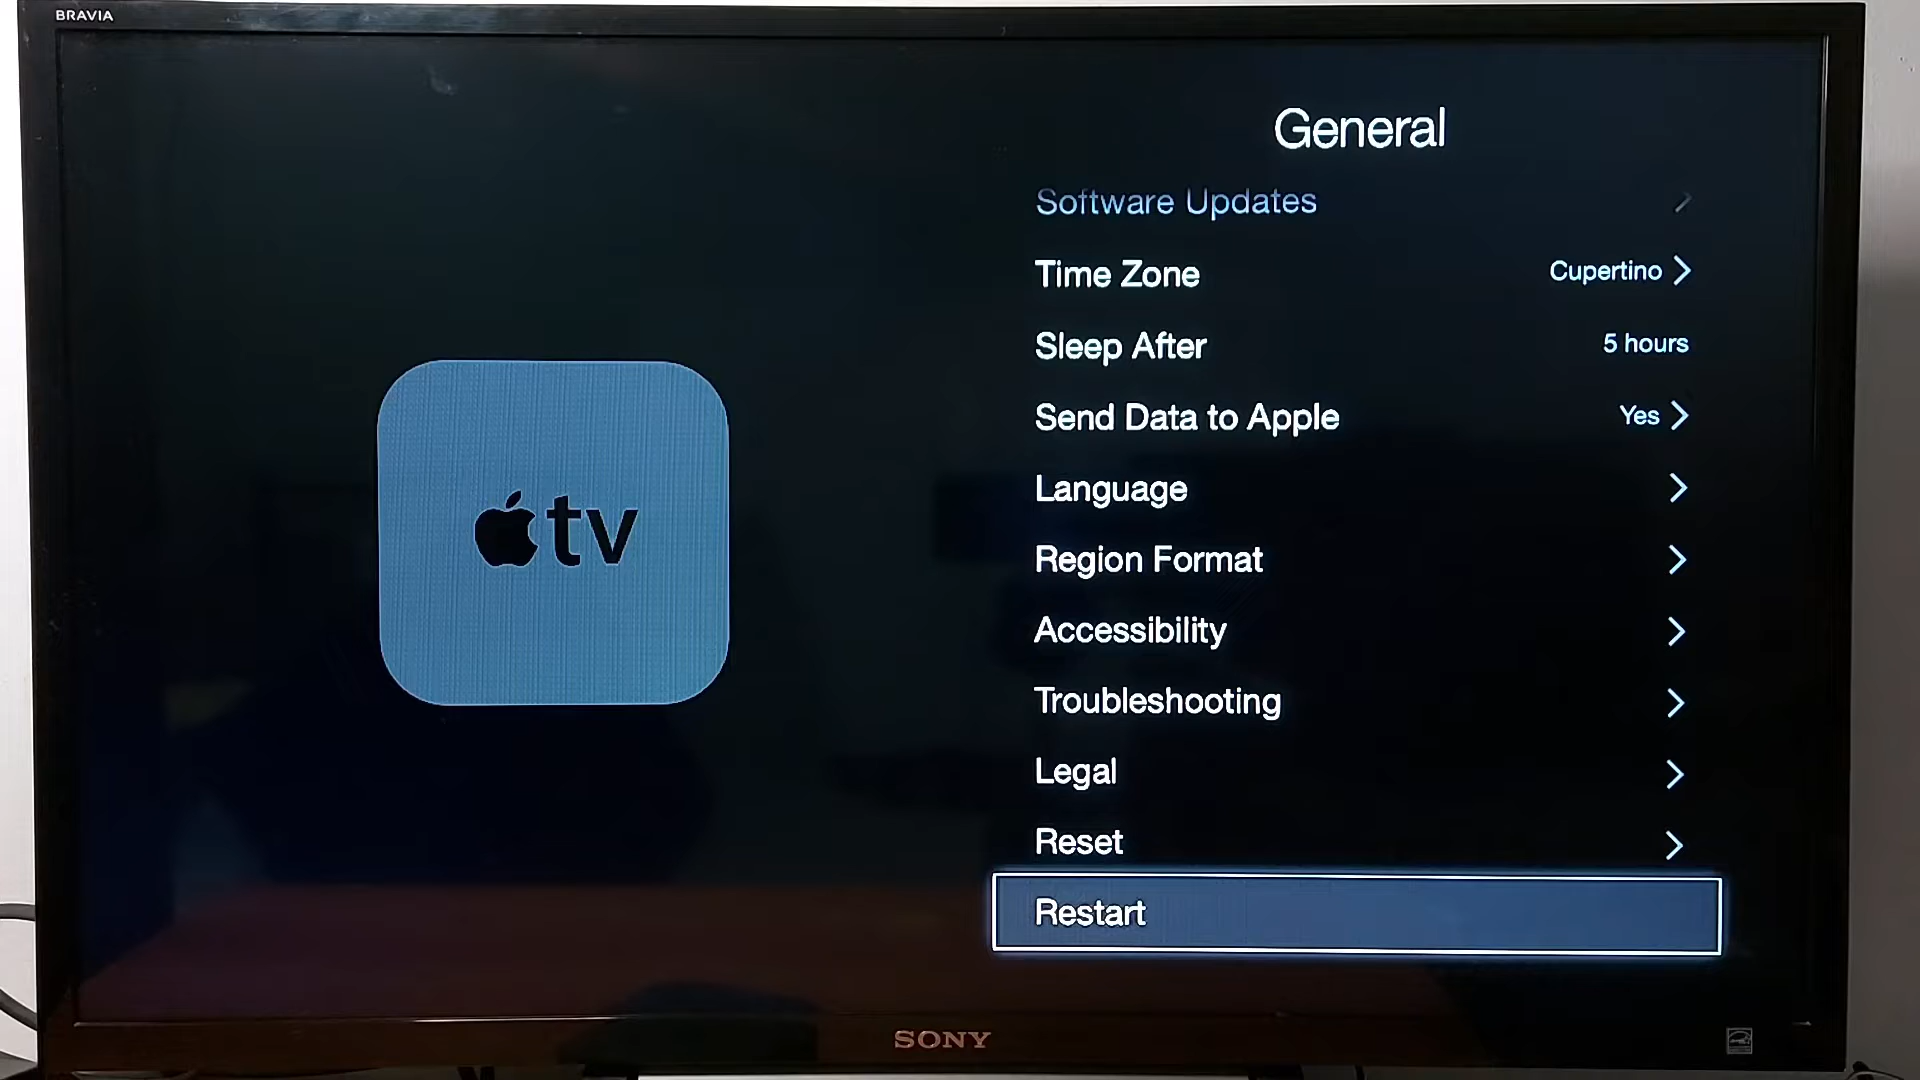 BRAVIA
General
Software Updates
Time Zone Cupertino
Sleep After 5 hours
Send Data to Apple Yes
Language
Region Format
Accessibility
Troubleshooting
Legal
Reset
Restart
tv
SONY